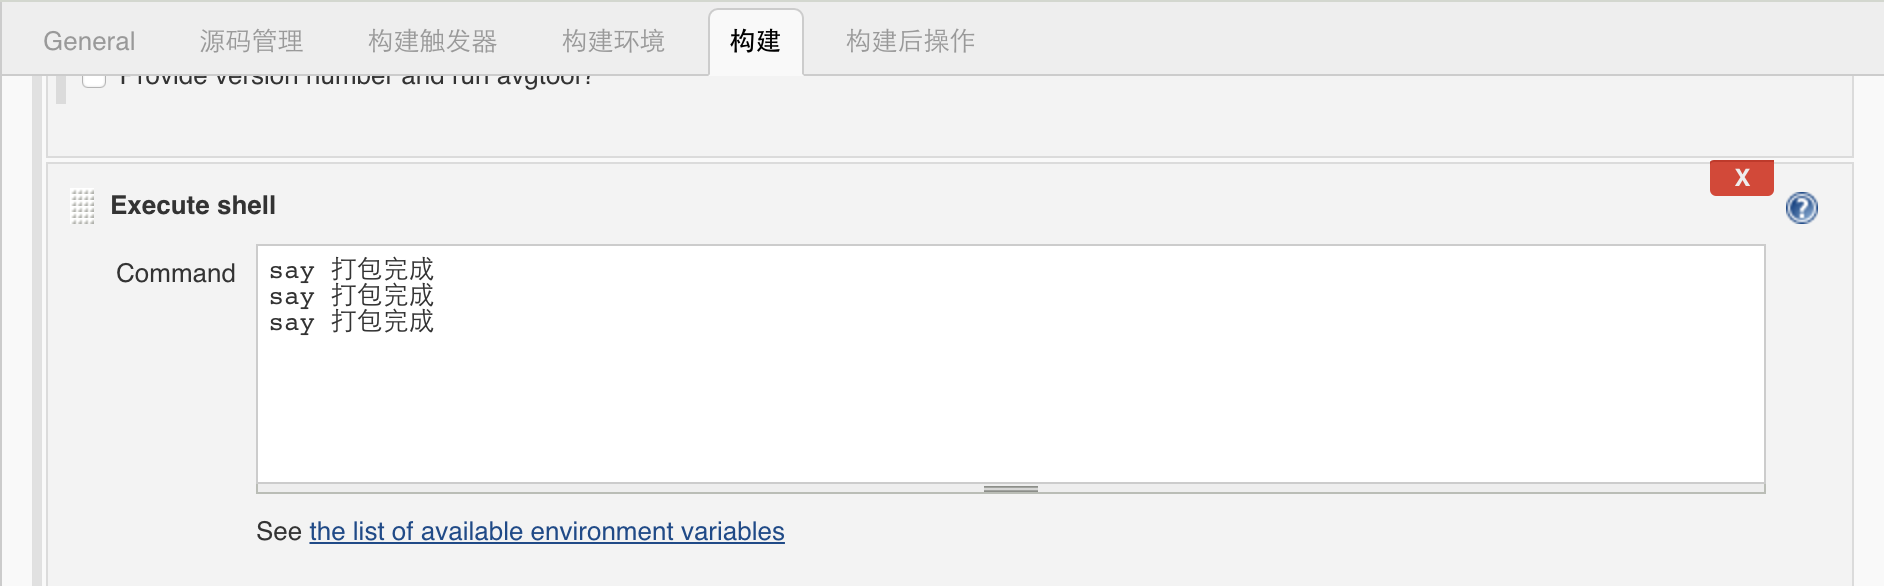 General 源码管理 构建触发器 构建环境 构建 构建后操作
Provide version number and run avgtool?
X
Execute shell
Command
say 打包完成
say 打包完成
say 打包完成
See the list of available environment variables